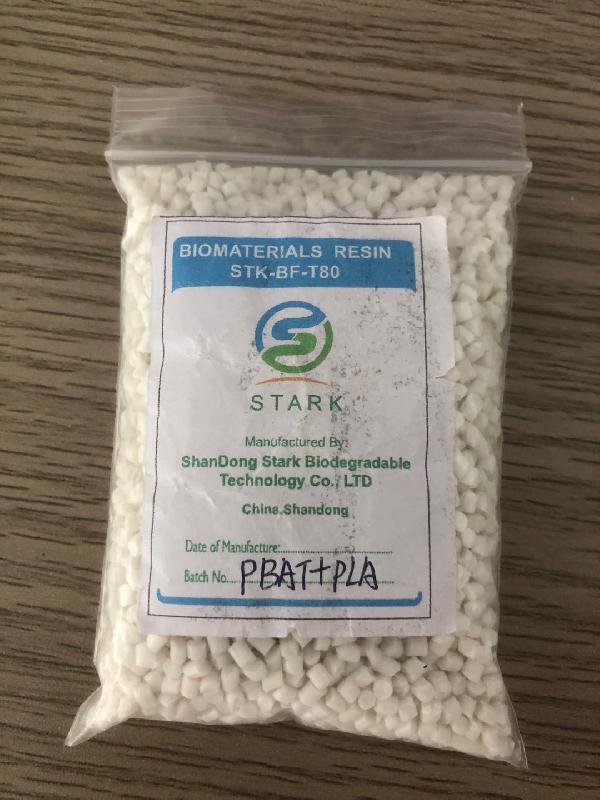 BIOMATERIALS RESIN
STK-BF-T80
STARK
Manufactured By:
ShanDong Stark Biodegradable
Technology Co., LTD
China.Shandong
Date of Manufacture:
Batch No. PBAT+PLA